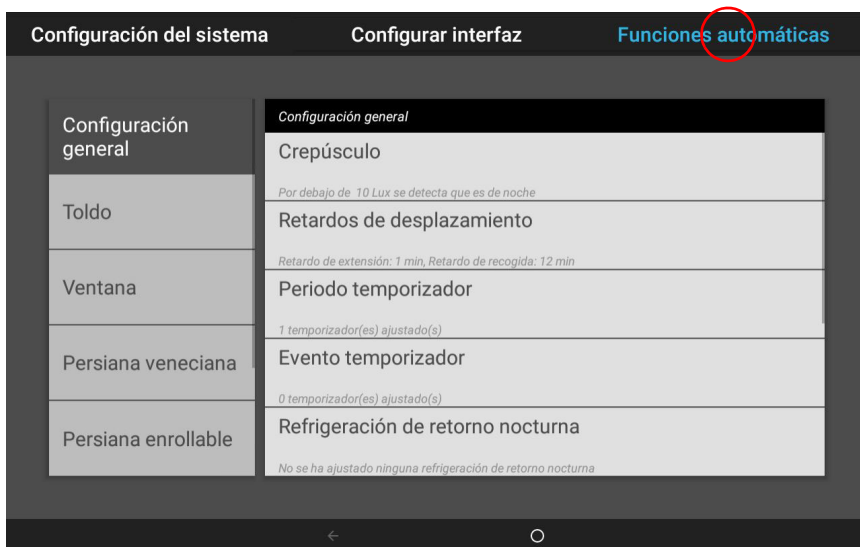 Configuración del sistema
Configurar interfaz
Funciones automáticas
Configuración
general
Toldo
Ventana
Persiana veneciana
Persiana enrollable
Configuración general
Crepúsculo
Por debajo de 10 Lux se detecta que es de noche
Retardos de desplazamiento
Retardo de extensión: 1 min, Retardo de recogida: 12 min
Periodo temporizador
1 temporizador(es) ajustado(s)
Evento temporizador
0 temporizador(es) ajustado(s)
Refrigeración de retorno nocturna
No se ha ajustado ninguna refrigeración de retorno nocturna